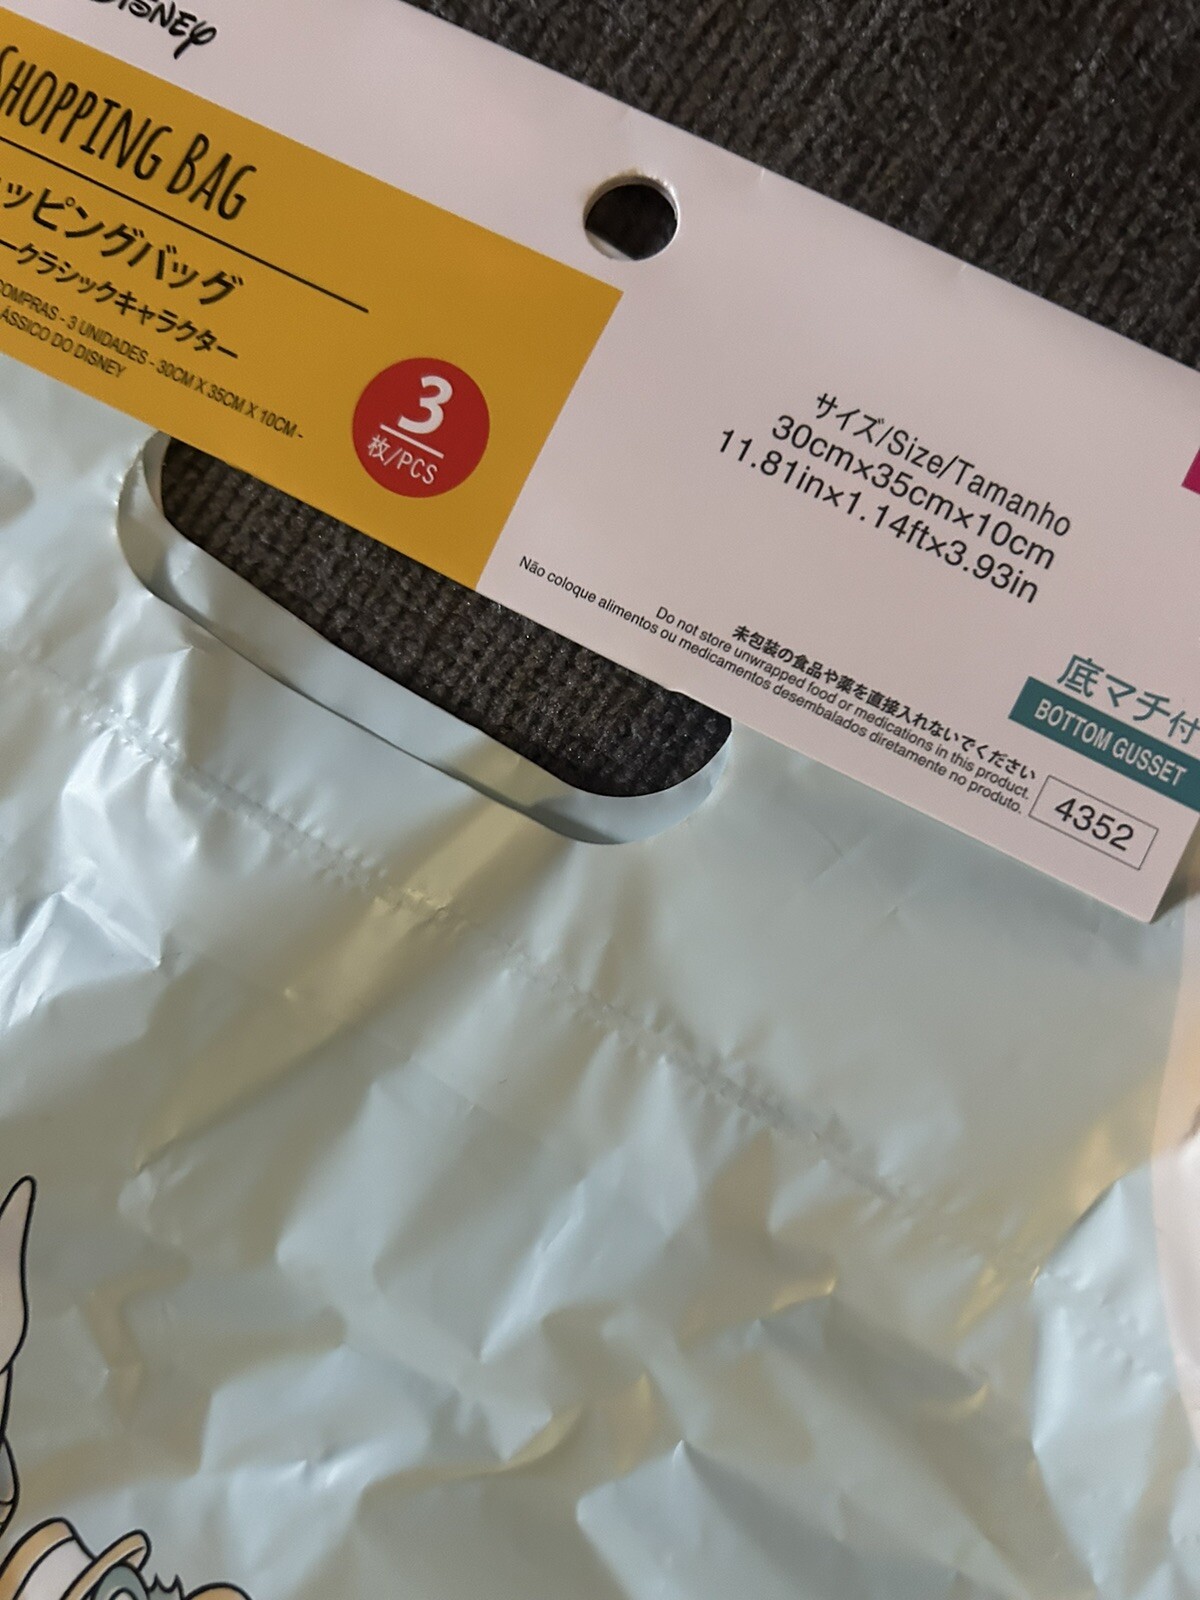 DISNEY
SHOPPING BAG
ッピングバッグ
ークラシックキャラクター
COMPRAS - 3 UNIDADES - 30CM X 35CM X 10CM -
ÁSSICO DO DISNEY
3
枚/PCS
サイズ/Size/Tamanho
30cm×35cm×10cm
11.81in×1.14ft×3.93in
未包装の食品や薬を直接入れないでください
Do not store unwrapped food or medications in this product.
Não coloque alimentos ou medicamentos desembalados diretamente no produto.
底マチ付
BOTTOM GUSSET
4352